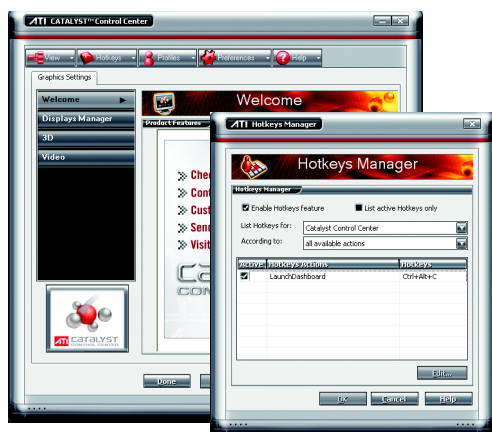 ATI CATALYST™ Control Center
View Hotkeys Profiles Preferences Help
Graphics Settings
Welcome
Displays Manager
3D
Video
Welcome
Product Features
Che
Con
Cust
Sen
Visit
CON
ATI CATALYST
CONTROL CENTER
Done
ATI Hotkeys Manager
Hotkeys Manager
Hotkeys Manager
Enable Hotkeys feature
List active Hotkeys only
List Hotkeys for: Catalyst Control Center
According to: all available actions
Active Hotkeys Actions Hotkeys
LaunchDashboard Ctrl+Alt+C
Edit...
OK Cancel Help